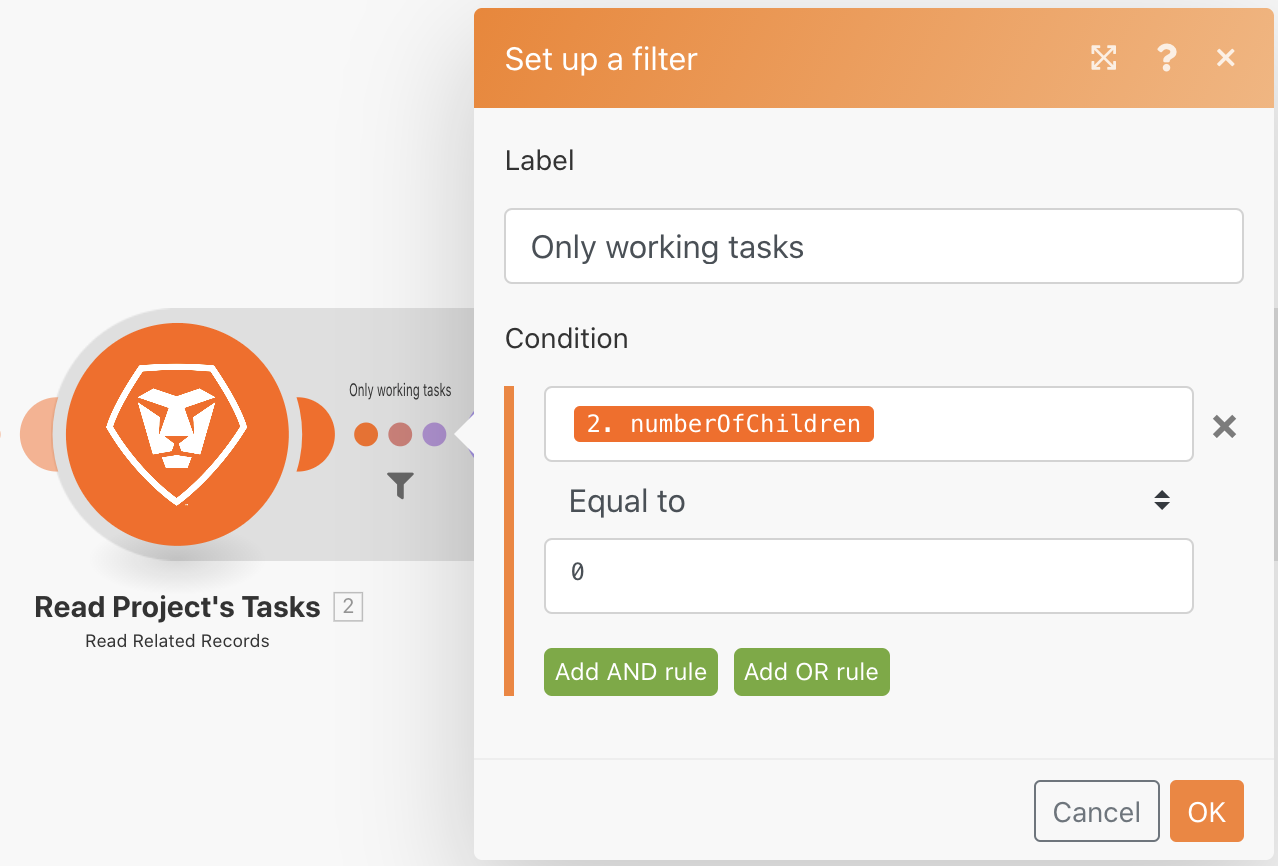 Set up a filter
?
Label
Only working tasks
Condition
2. numberOfChildren
Equal to
0
Add AND rule
Add OR rule
Cancel
OK
Only working tasks
Read Project's Tasks 2
Read Related Records